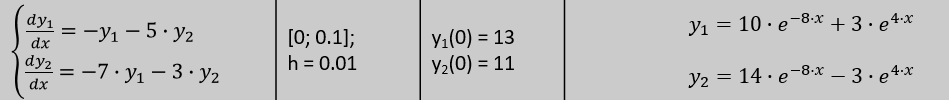 dy₁/dx = −y₁ − 5 · y₂
dy₂/dx = −7 · y₁ − 3 · y₂
[0; 0.1];
h = 0.01
y₁(0) = 13
y₂(0) = 11
y₁ = 10 · e^(−8·x) + 3 · e^(4·x)
y₂ = 14 · e^(−8·x) − 3 · e^(4·x)